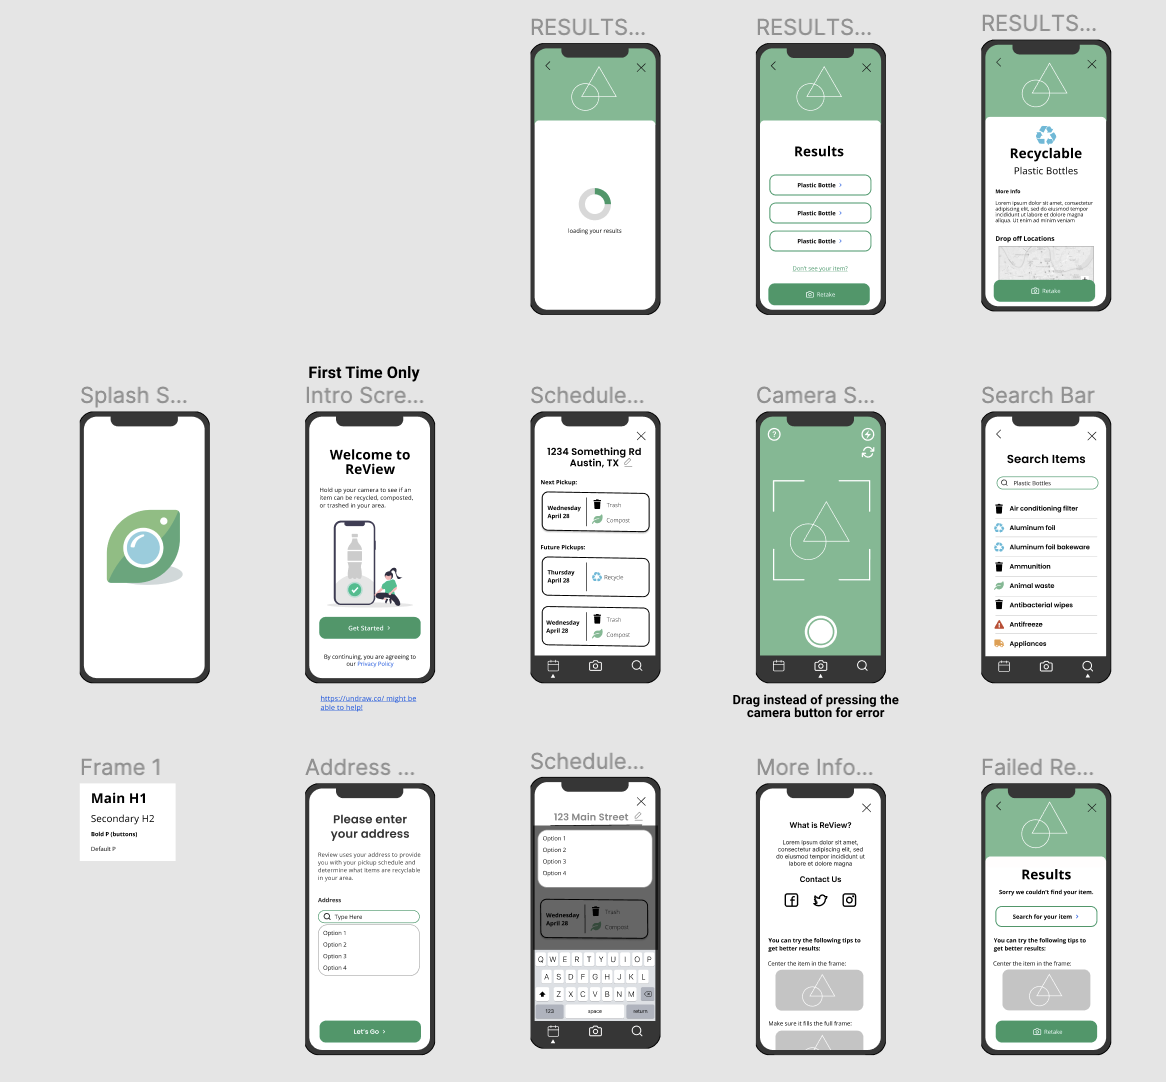 RESULTS...
RESULTS...
RESULTS...
loading your results
Results
Plastic Bottle
Plastic Bottle
Plastic Bottle
Don't see your item?
Retake
Recyclable
Plastic Bottles
More Info
Lorem ipsum dolor sit amet, consectetur
adipiscing elit, sed do eiusmod tempor
incididunt ut labore et dolore magna
aliqua. Ut enim ad minim veniam
Drop off Locations
Retake
Splash S...
First Time Only
Intro Scre...
Schedule...
Camera S...
Search Bar
Welcome to
ReView
Hold up your camera to see if an
item can be recycled, composted,
or trashed in your area.
Get Started
By continuing, you are agreeing to
our Privacy Policy
https://undraw.co/ might be
able to help!
1234 Something Rd
Austin, TX
Next Pickup:
Wednesday
April 28
Trash
Compost
Future Pickups:
Thursday
April 28
Recycle
Wednesday
April 28
Trash
Compost
Drag instead of pressing the
camera button for error
Search Items
Plastic Bottles
Air conditioning filter
Aluminum foil
Aluminum foil bakeware
Ammunition
Animal waste
Antibacterial wipes
Antifreeze
Appliances
Frame 1
Main H1
Secondary H2
Bold P (buttons)
Default P
Address ...
Please enter
your address
Review uses your address to provide
you with your pickup schedule and
determine what items are recyclable
in your area.
Address
Type Here
Option 1
Option 2
Option 3
Option 4
Let's Go
Schedule...
123 Main Street
Option 1
Option 2
Option 3
Option 4
Wednesday
April 28
Trash
Compost
Q W E R T Y U I O P
A S D F G H J K L
Z X C V B N M
123 space return
More Info...
What is ReView?
Lorem ipsum dolor sit amet,
consectetur adipiscing elit, sed
do eiusmod tempor incididunt ut
labore et dolore magna
Contact Us
You can try the following tips to
get better results:
Center the item in the frame:
Make sure it fills the full frame:
Failed Re...
Results
Sorry we couldn't find your item.
Search for your item
You can try the following tips to
get better results:
Center the item in the frame:
Retake